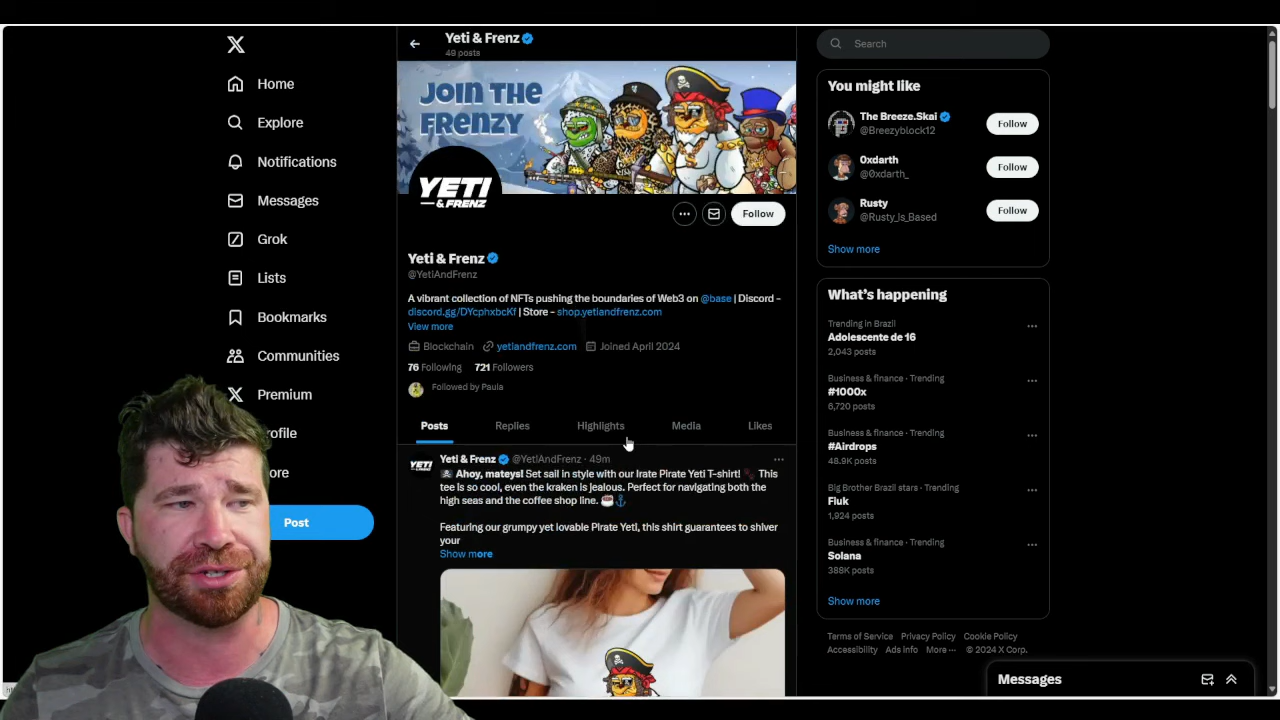 Home
Explore
Notifications
Messages
Grok
Lists
Bookmarks
Communities
Premium
rofile
ore
Post
Yeti & Frenz
49 posts
JOIN THE
FRENZY
YETI
& FRENZ
Follow
Yeti & Frenz
@YetiAndFrenz
A vibrant collection of NFTs pushing the boundaries of Web3 on @base | Discord -
discord.gg/DYcphxbcKf | Store - shop.yetiandfrenz.com
View more
Blockchain yetiandfrenz.com Joined April 2024
76 Following 721 Followers
Followed by Paula
Posts Replies Highlights Media Likes
YETI
Yeti & Frenz @YetiAndFrenz · 49m
Ahoy, mateys! Set sail in style with our Irate Pirate Yeti T-shirt! This
tee is so cool, even the kraken is jealous. Perfect for navigating both the
high seas and the coffee shop line.
Featuring our grumpy yet lovable Pirate Yeti, this shirt guarantees to shiver
your
Show more
Search
You might like
The Breeze.Skai
@Breezyblock12
Follow
0xdarth
@0xdarth_
Follow
Rusty
@Rusty_Is_Based
Follow
Show more
What's happening
Trending in Brazil
Adolescente de 16
2,043 posts
Business & finance · Trending
#1000x
6,720 posts
Business & finance · Trending
#Airdrops
48.9K posts
Big Brother Brazil stars · Trending
Fiuk
1,924 posts
Business & finance · Trending
Solana
388K posts
Show more
Terms of Service Privacy Policy Cookie Policy
Accessibility Ads info More ··· © 2024 X Corp.
Messages